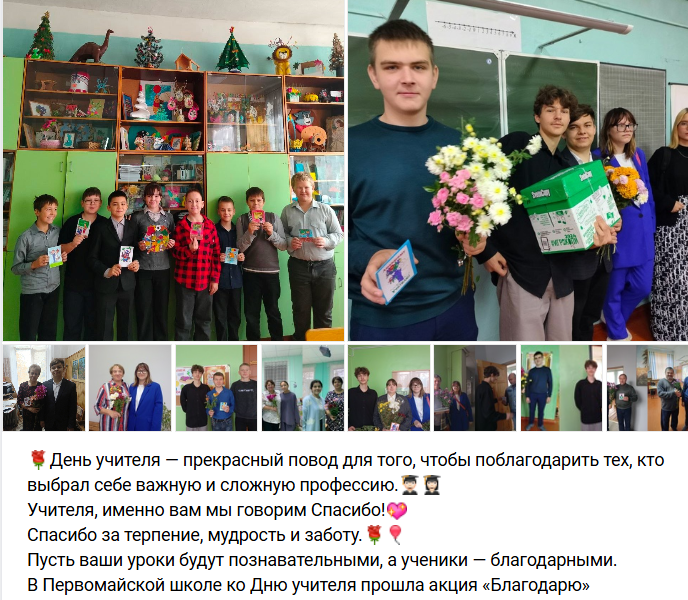 🌹День учителя — прекрасный повод для того, чтобы поблагодарить тех, кто
выбрал себе важную и сложную профессию.👨🏻‍🎓👩🏻‍🎓
Учителя, именно вам мы говорим Спасибо!💖
Спасибо за терпение, мудрость и заботу.🌹🎈
Пусть ваши уроки будут познавательными, а ученики — благодарными.
В Первомайской школе ко Дню учителя прошла акция «Благодарю»